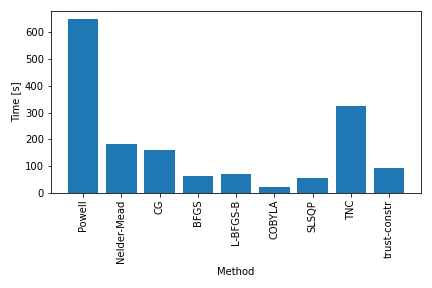 Time [s]
600
500
400
300
200
100
0
Powell
Nelder-Mead
CG
BFGS
L-BFGS-B
COBYLA
SLSQP
TNC
trust-constr
Method